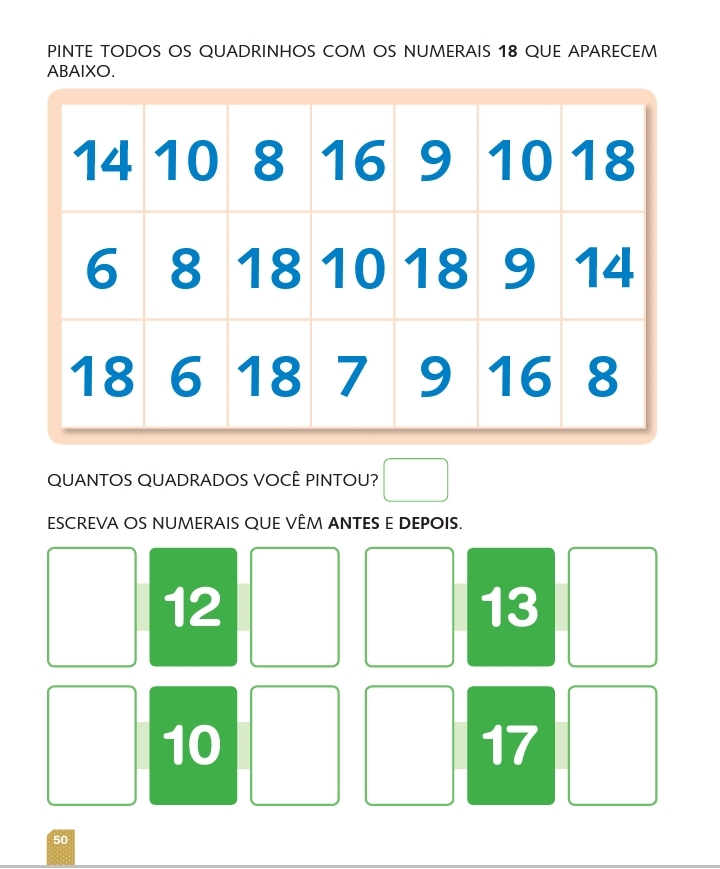 PINTE TODOS OS QUADRINHOS COM OS NUMERAIS 18 QUE APARECEM
ABAIXO.
14 10 8 16 9 10 18
6 8 18 10 18 9 14
18 6 18 7 9 16 8
QUANTOS QUADRADOS VOCÊ PINTOU?
ESCREVA OS NUMERAIS QUE VÊM ANTES E DEPOIS.
12 13
10 17
50